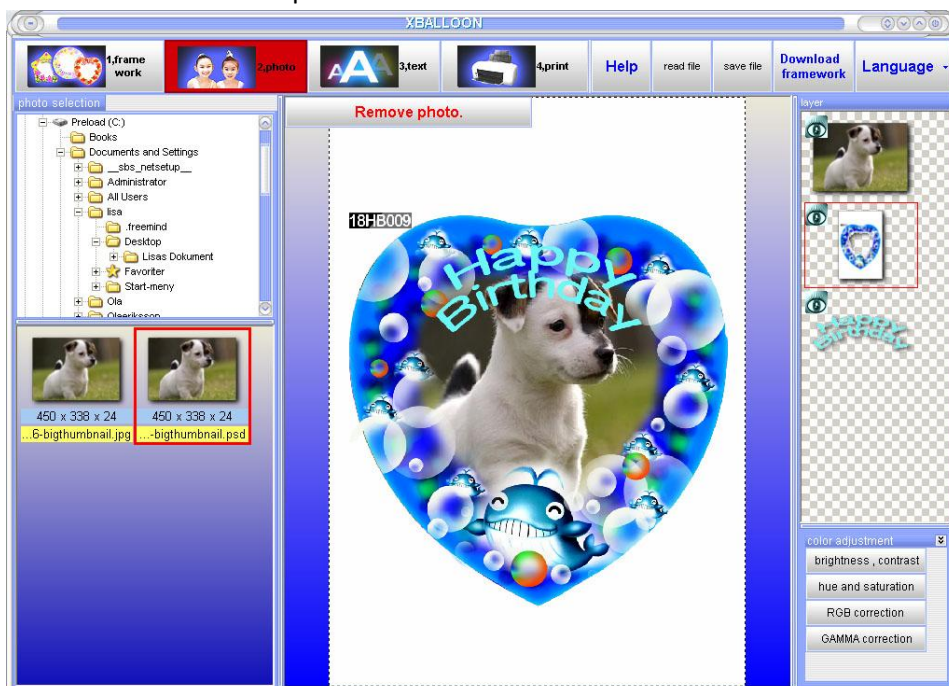 XBALLOON
1,frame
work
2,photo
3,text
4,print
Help
read file
save file
Download
framework
Language
photo selection
Preload (C:)
Books
Documents and Settings
__sbs_netsetup__
Administrator
All Users
lisa
.freemind
Desktop
Lisas Dokument
Favoriter
Start-meny
Ola
Olaeriksson
450 x 338 x 24
...6-bigthumbnail.jpg
450 x 338 x 24
...-bigthumbnail.psd
Remove photo.
18HB009
Happy
Birthday
layer
Happy
Birthday
color adjustment
brightness , contrast
hue and saturation
RGB correction
GAMMA correction